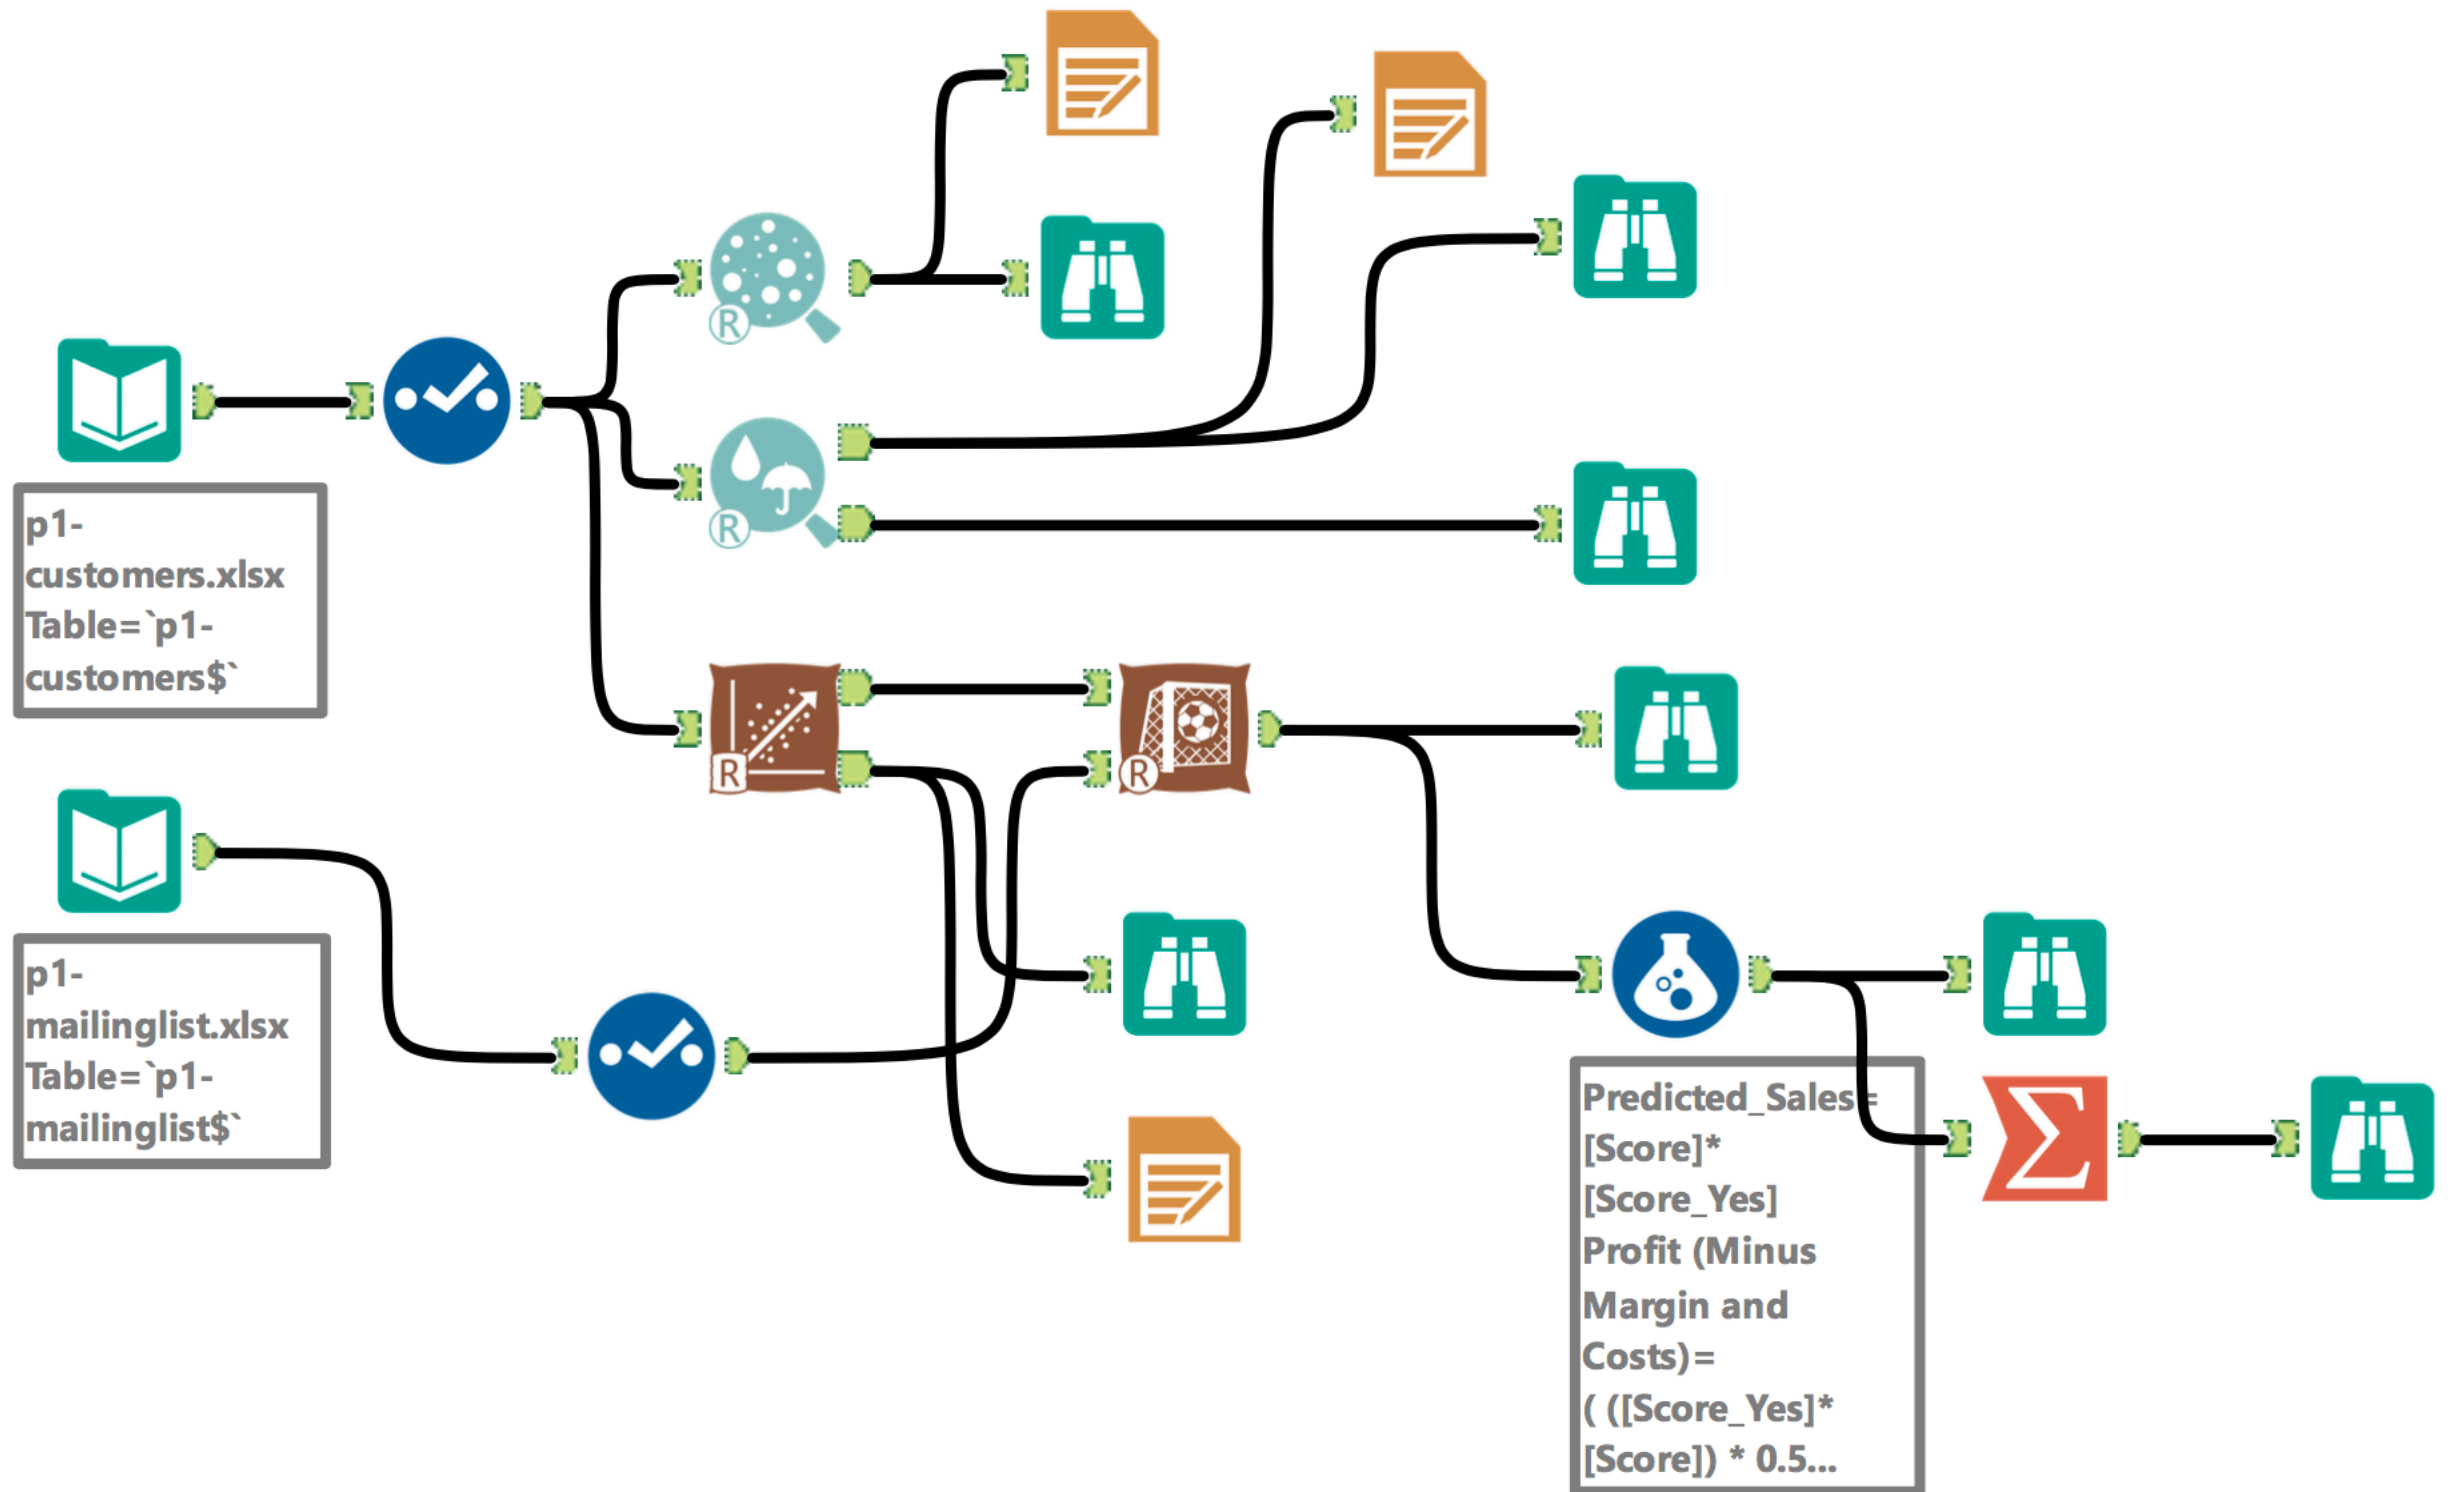 R
p1-
customers.xlsx
Table=`p1-
customers$`
R
R
R
p1-
mailinglist.xlsx
Table=`p1-
mailinglist$`
Predicted_Sales=
[Score]*
[Score_Yes]
Profit (Minus
Margin and
Costs)=
( ([Score_Yes]*
[Score]) * 0.5...
Σ